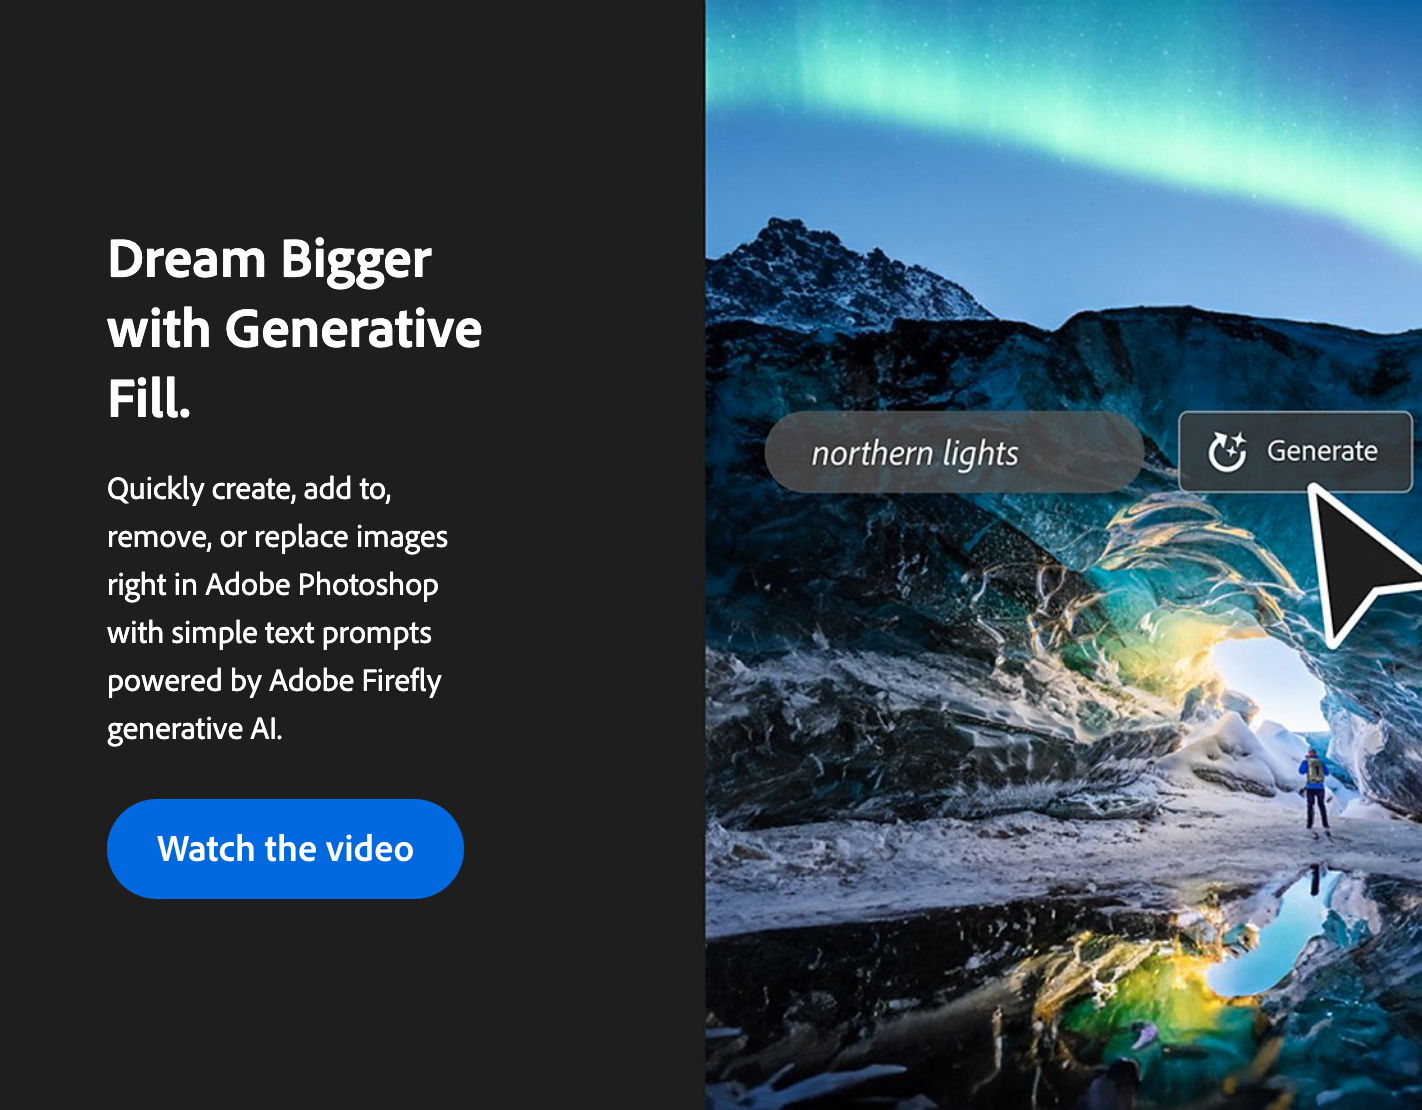 Dream Bigger
with Generative
Fill.
Quickly create, add to,
remove, or replace images
right in Adobe Photoshop
with simple text prompts
powered by Adobe Firefly
generative AI.
Watch the video
northern lights
Generate